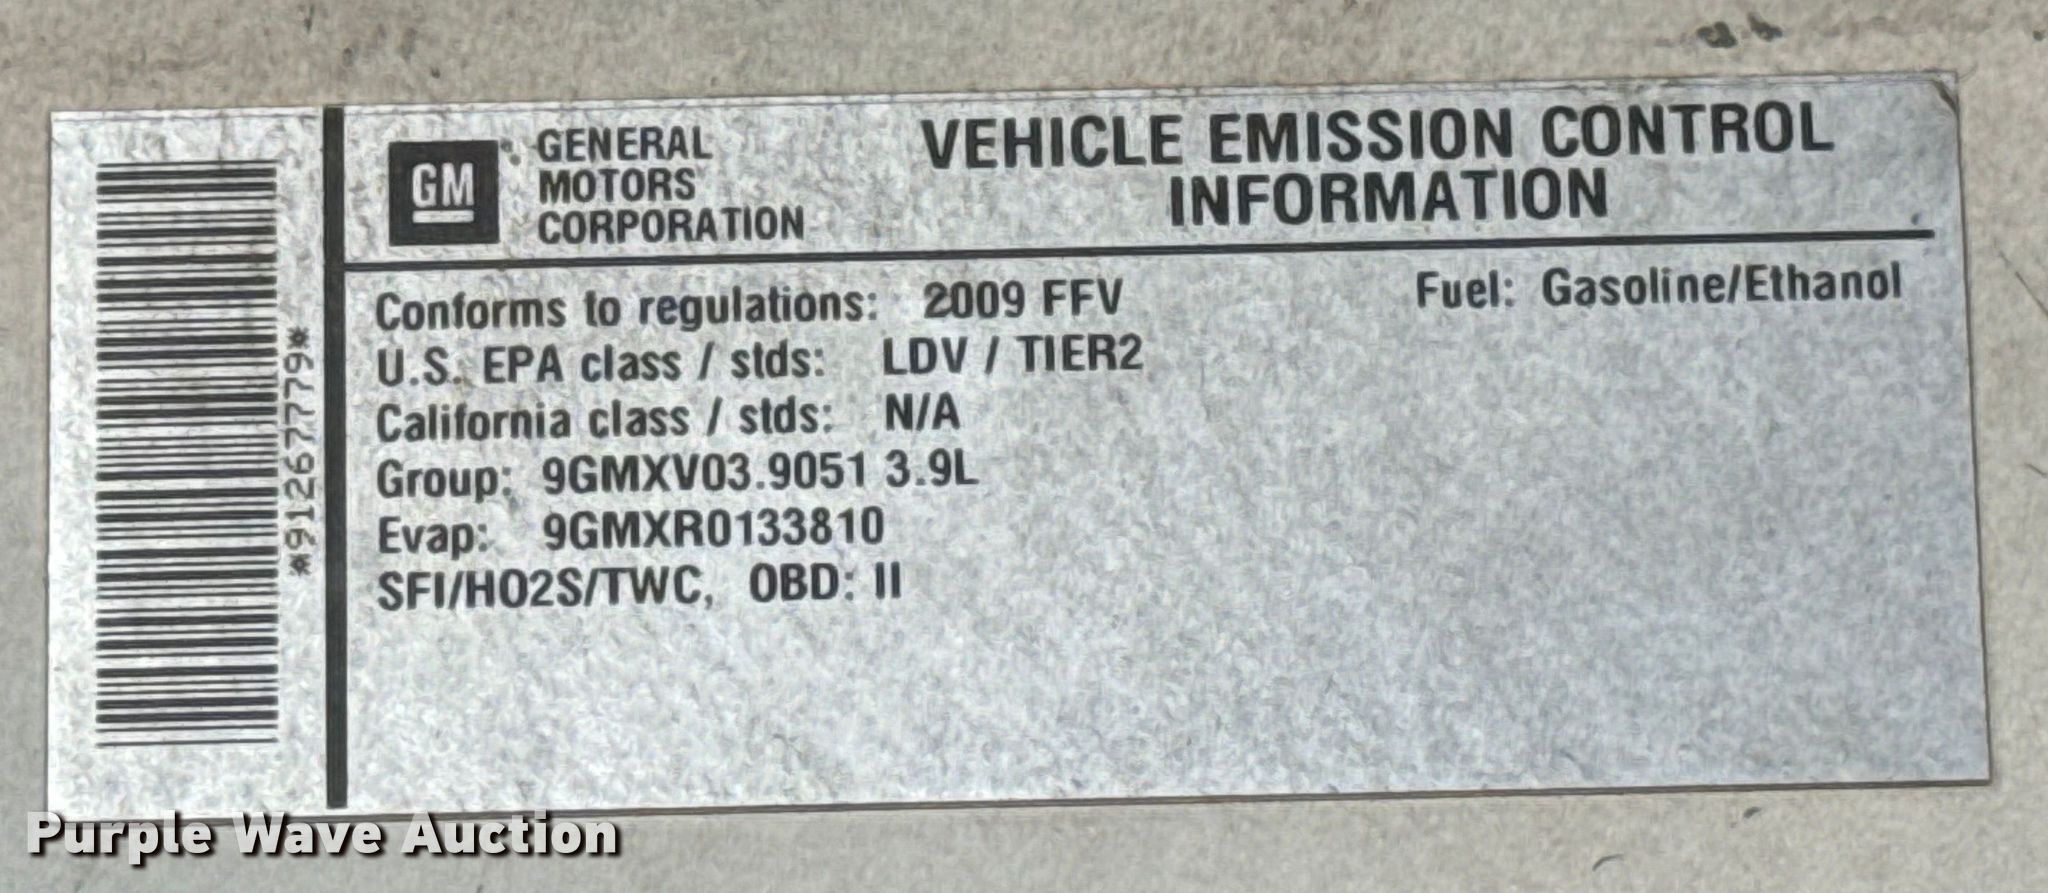 *91267779*
GM
GENERAL
MOTORS
CORPORATION
VEHICLE EMISSION CONTROL
INFORMATION
Conforms to regulations: 2009 FFV
Fuel: Gasoline/Ethanol
U.S. EPA class / stds: LDV / TIER2
California class / stds: N/A
Group: 9GMXV03.9051 3.9L
Evap: 9GMXR0133810
SFI/HO2S/TWC, OBD: II
Purple Wave Auction